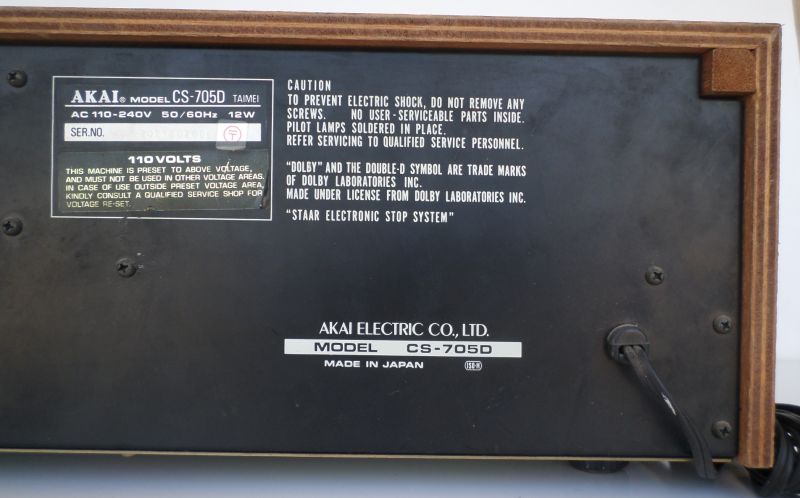 AKAI® MODEL CS-705D TAIMEI
AC 110-240V 50/60Hz 12W
SER.NO.
110 VOLTS
THIS MACHINE IS PRESET TO ABOVE VOLTAGE,
AND MUST NOT BE USED IN OTHER VOLTAGE AREAS.
IN CASE OF USE OUTSIDE PRESET VOLTAGE AREA,
KINDLY CONSULT A QUALIFIED SERVICE SHOP FOR
VOLTAGE RE-SET.
CAUTION
TO PREVENT ELECTRIC SHOCK, DO NOT REMOVE ANY
SCREWS. NO USER-SERVICEABLE PARTS INSIDE.
PILOT LAMPS SOLDERED IN PLACE.
REFER SERVICING TO QUALIFIED SERVICE PERSONNEL.
"DOLBY" AND THE DOUBLE-D SYMBOL ARE TRADE MARKS
OF DOLBY LABORATORIES INC.
MADE UNDER LICENSE FROM DOLBY LABORATORIES INC.
"STAAR ELECTRONIC STOP SYSTEM"
AKAI ELECTRIC CO., LTD.
MODEL CS-705D
MADE IN JAPAN